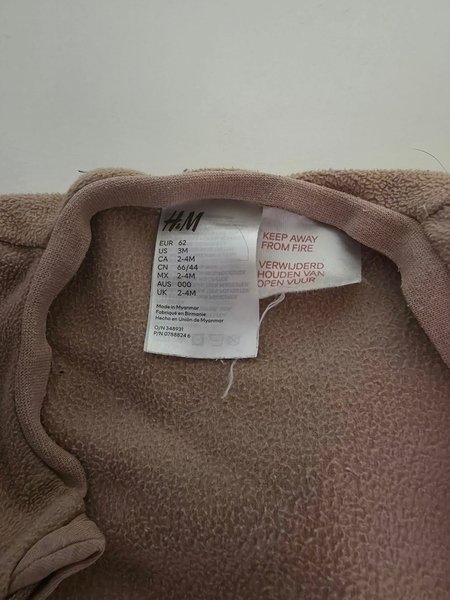 H&M
EUR 62
US 3M
CA 2-4M
CN 66/44
MX 2-4M
AUS 000
UK 2-4M
Made in Myanmar
Fabriqué en Birmanie
Hecho en Unión de Myanmar
O/N 348931
P/N 0788824 6
KEEP AWAY
FROM FIRE.
VERWIJDERD
HOUDEN VAN
OPEN VUUR